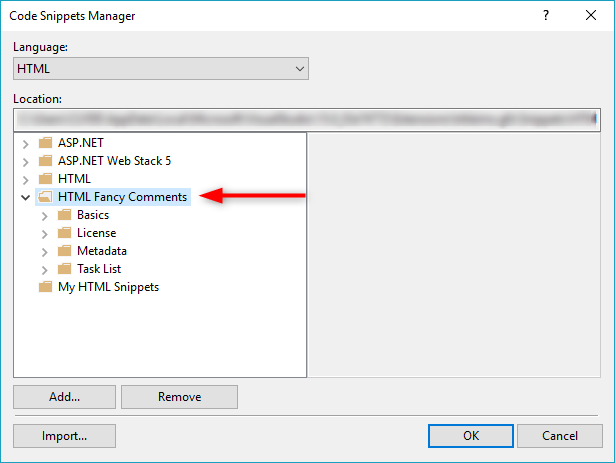 Code Snippets Manager
Language:
HTML
Location:
ASP.NET
ASP.NET Web Stack 5
HTML
HTML Fancy Comments
Basics
License
Metadata
Task List
My HTML Snippets
Add...
Remove
Import...
OK
Cancel